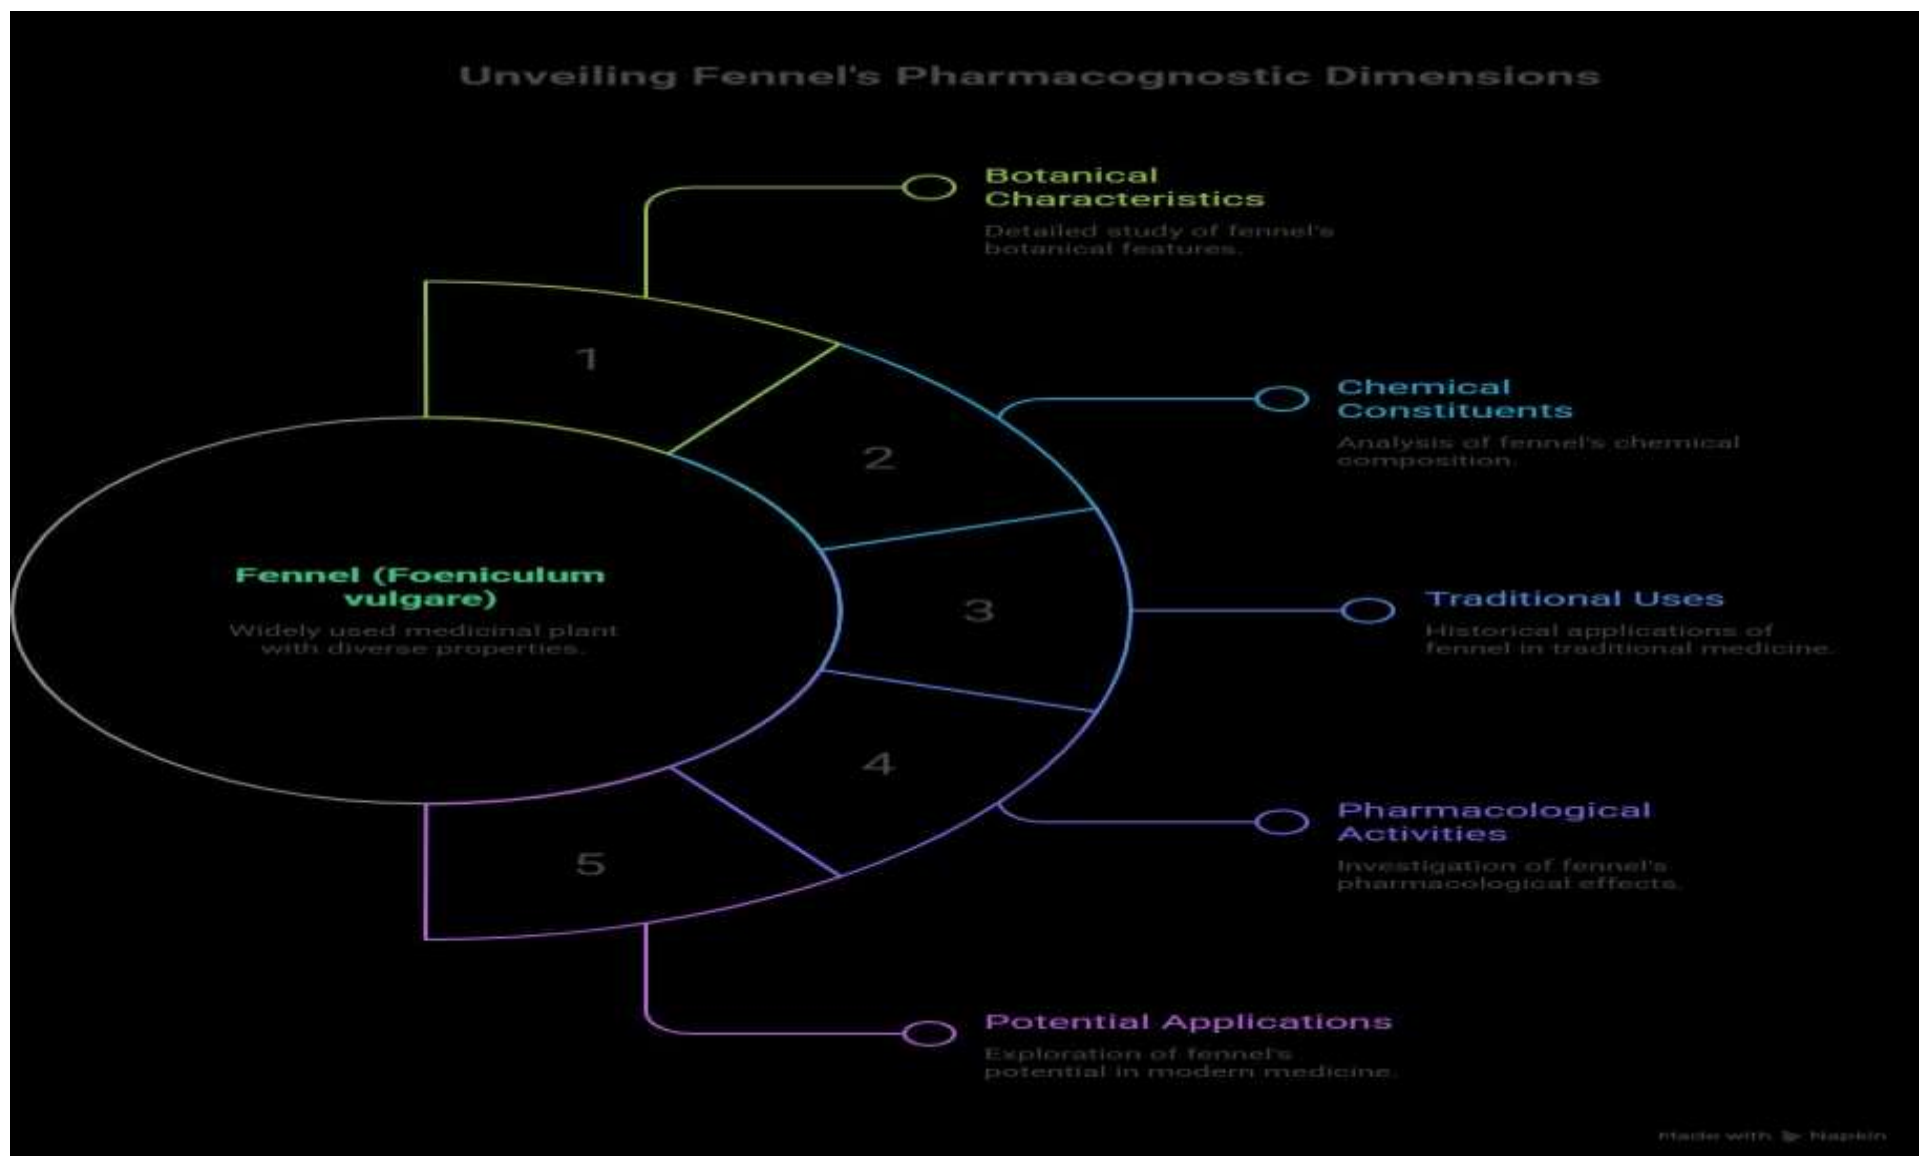 Unveiling Fennel's Pharmacognostic Dimensions
Botanical
Characteristics
Detailed study of fennel's
botanical features.
1
Chemical
Constituents
Analysis of fennel's chemical
composition.
2
Fennel (Foeniculum
vulgare)
Widely used medicinal plant
with diverse properties.
3
Traditional Uses
Historical applications of
fennel in traditional medicine.
4
Pharmacological
Activities
Investigation of fennel's
pharmacological effects.
5
Potential Applications
Exploration of fennel's
potential in modern medicine.
Made with Napkin